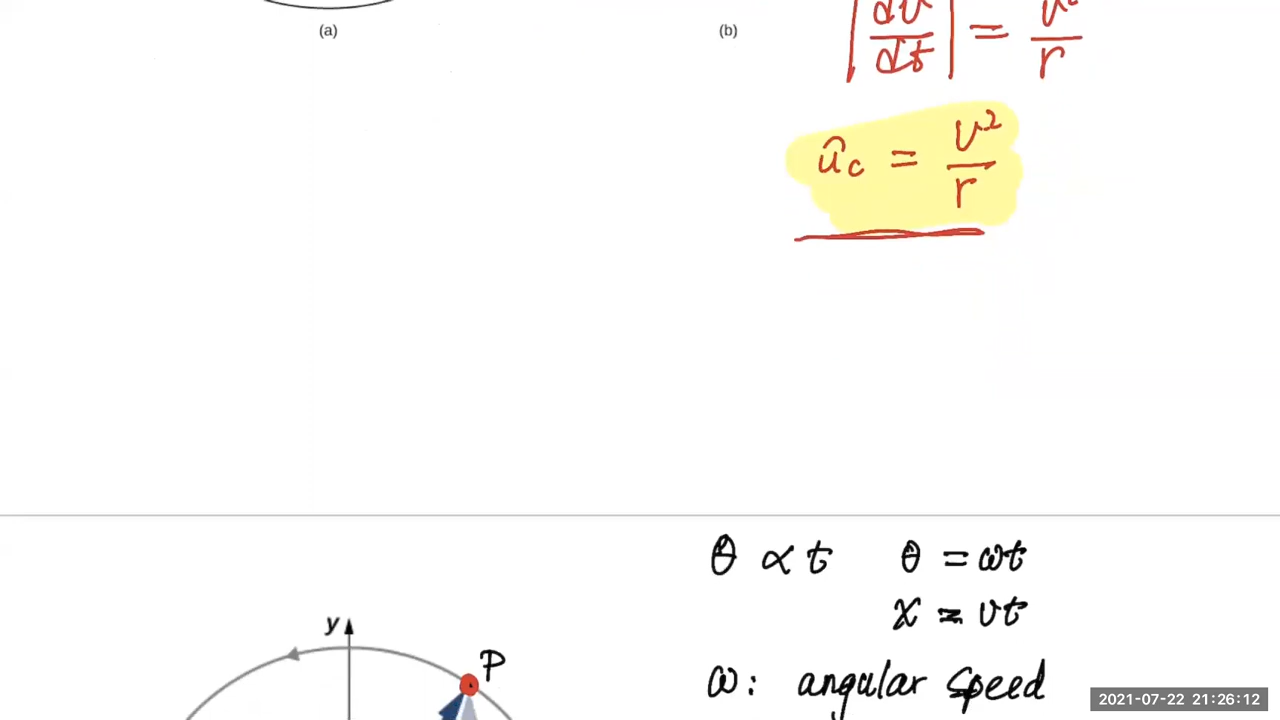 (a)
(b)
|dv/dt| = v²/r
a_c = v²/r
θ ∝ t θ = ωt
x = vt
y
P
ω: angular speed
2021-07-22 21:26:12